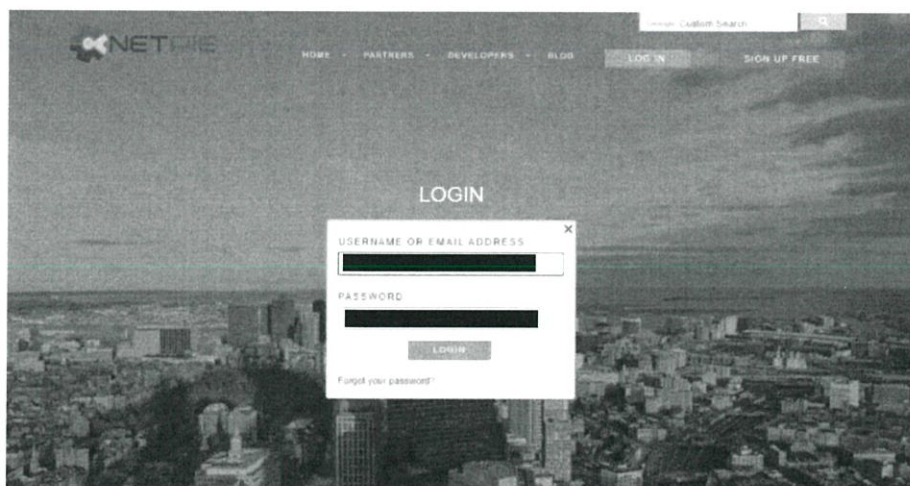 Google Custom Search
NETPIE
HOME PARTNERS DEVELOPERS BLOG LOG IN SIGN UP FREE
LOGIN
×
USERNAME OR EMAIL ADDRESS
PASSWORD
LOGIN
Forgot your password?